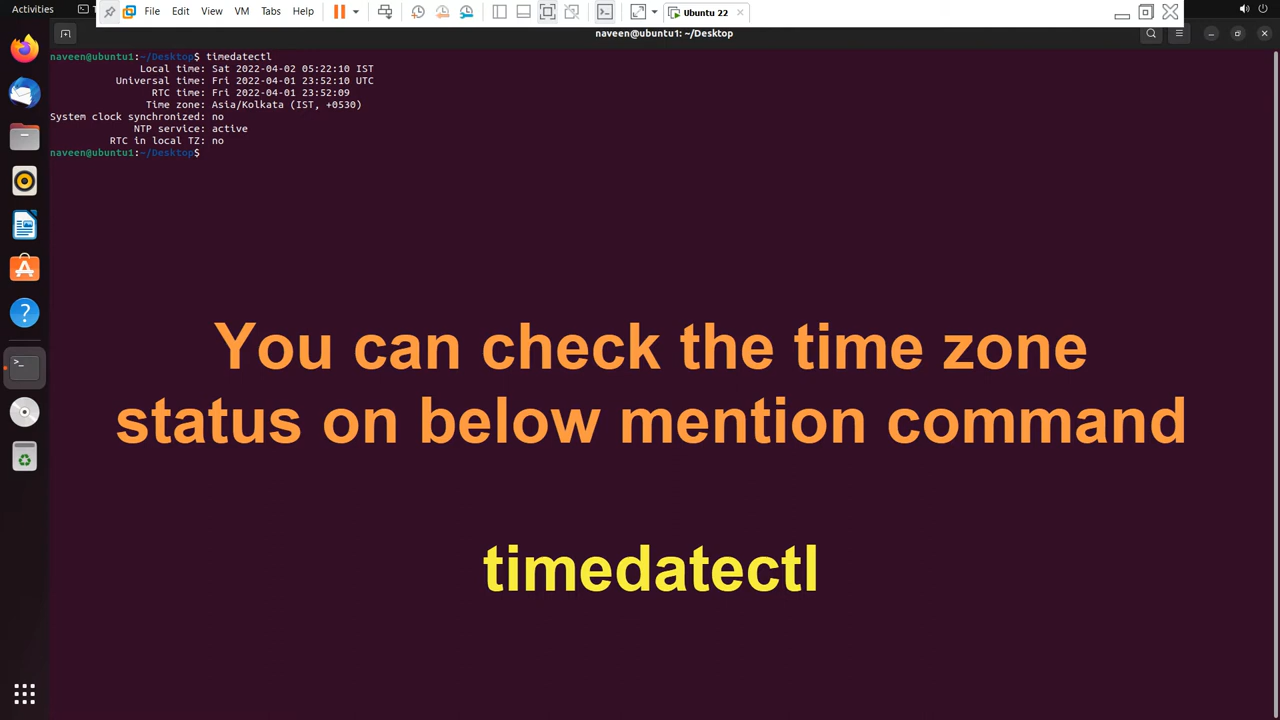 Activities
File Edit View VM Tabs Help
Ubuntu 22
naveen@ubuntu1: ~/Desktop
naveen@ubuntu1:~/Desktop$ timedatectl
Local time: Sat 2022-04-02 05:22:10 IST
Universal time: Fri 2022-04-01 23:52:10 UTC
RTC time: Fri 2022-04-01 23:52:09
Time zone: Asia/Kolkata (IST, +0530)
System clock synchronized: no
NTP service: active
RTC in local TZ: no
naveen@ubuntu1:~/Desktop$
You can check the time zone
status on below mention command
timedatectl